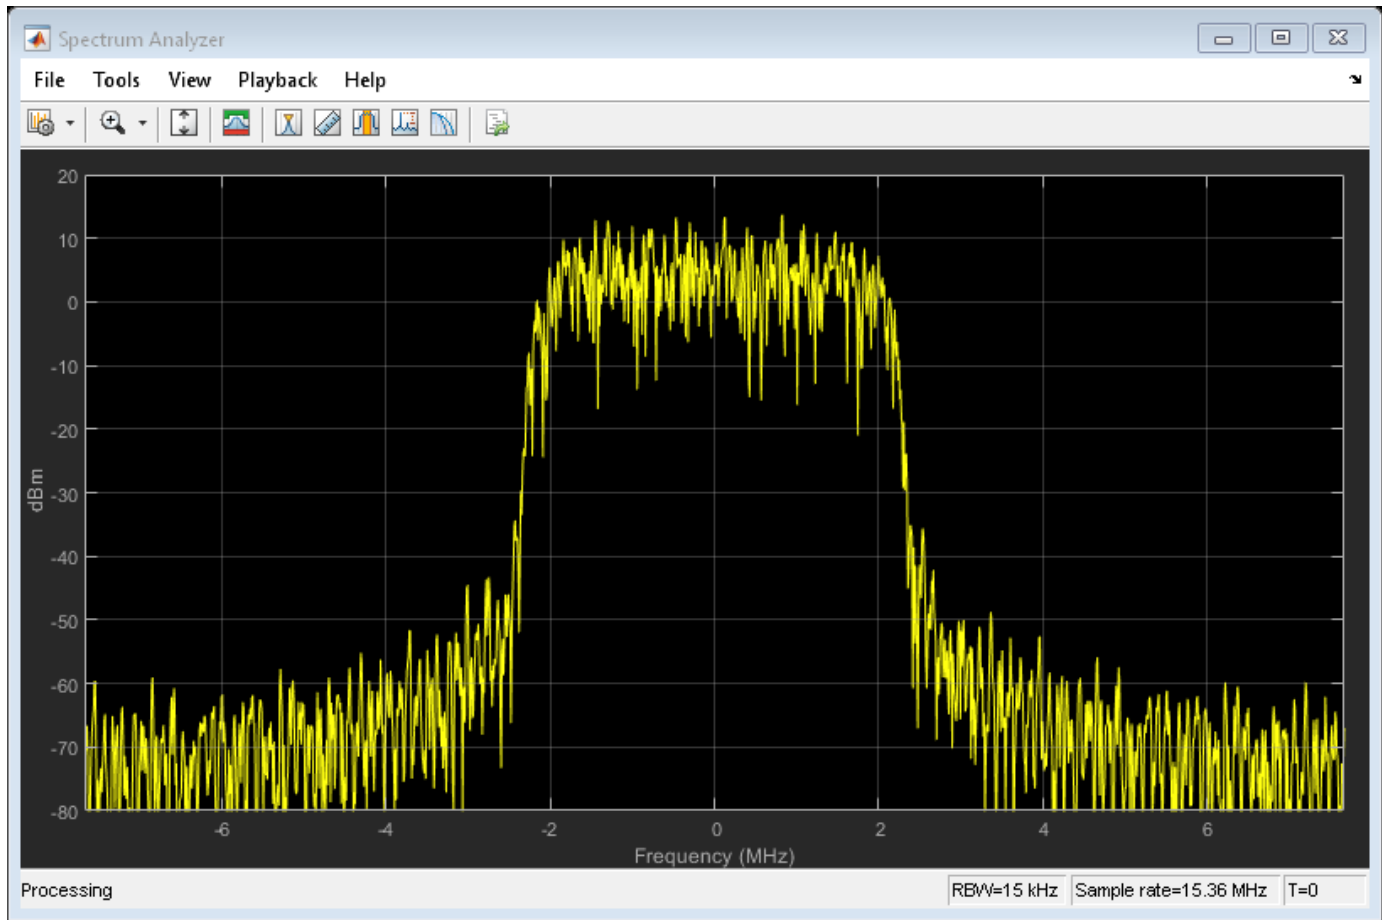 Spectrum Analyzer
File Tools View Playback Help
20
10
0
-10
-20
-30
-40
-50
-60
-70
-80
dBm
-6 -4 -2 0 2 4 6
Frequency (MHz)
Processing RBW=15 kHz Sample rate=15.36 MHz T=0